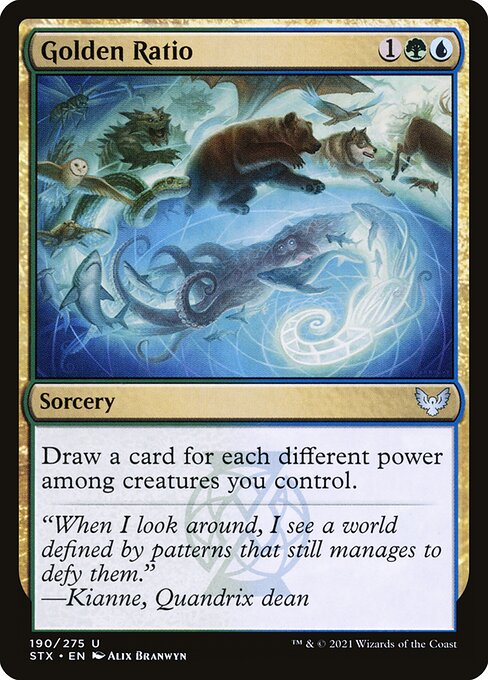 Golden Ratio 1
Sorcery
Draw a card for each different power
among creatures you control.
“When I look around, I see a world
defined by patterns that still manages to
defy them.”
—Kianne, Quandrix dean
190/275 U
STX • EN Alix Branwyn
™ & © 2021 Wizards of the Coast